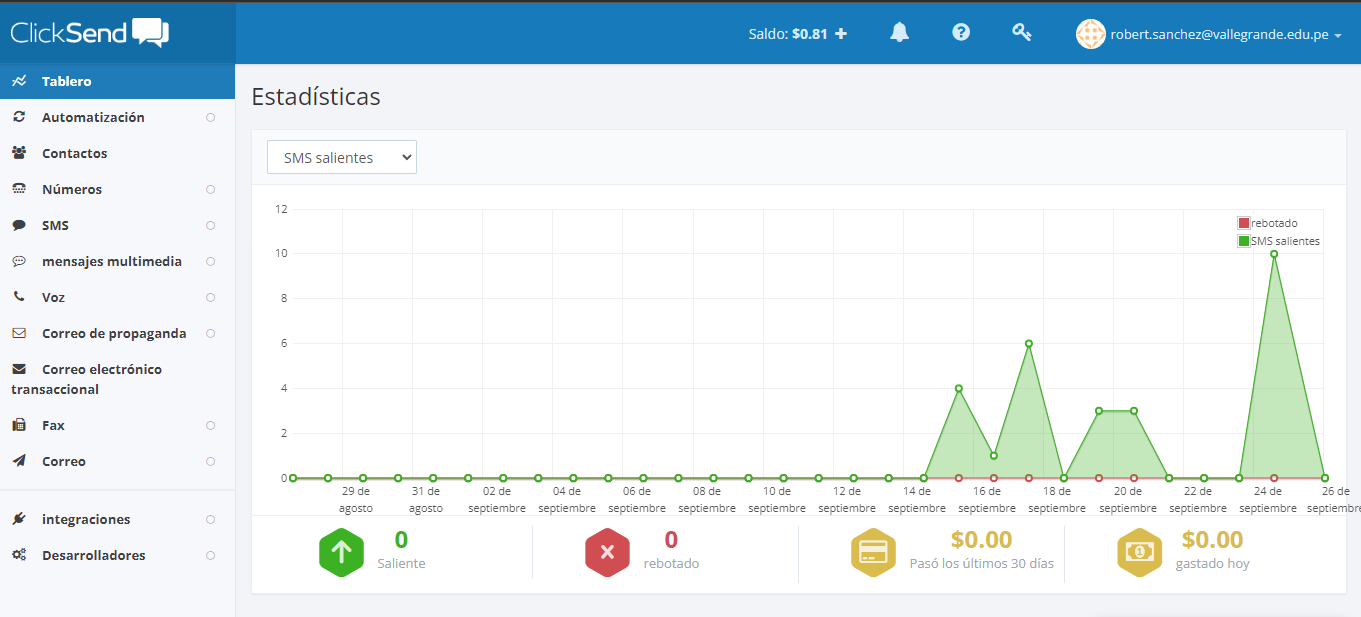 ClickSend
Saldo: $0.81
robert.sanchez@vallegrande.edu.pe
Tablero
Automatización
Contactos
Números
SMS
mensajes multimedia
Voz
Correo de propaganda
Correo electrónico
transaccional
Fax
Correo
integraciones
Desarrolladores
Estadísticas
SMS salientes
rebotado
SMS salientes
12
10
8
6
4
2
0
29 de agosto
31 de agosto
02 de septiembre
04 de septiembre
06 de septiembre
08 de septiembre
10 de septiembre
12 de septiembre
14 de septiembre
16 de septiembre
18 de septiembre
20 de septiembre
22 de septiembre
24 de septiembre
26 de septiembre
0
Saliente
0
rebotado
$0.00
Pasó los últimos 30 días
$0.00
gastado hoy